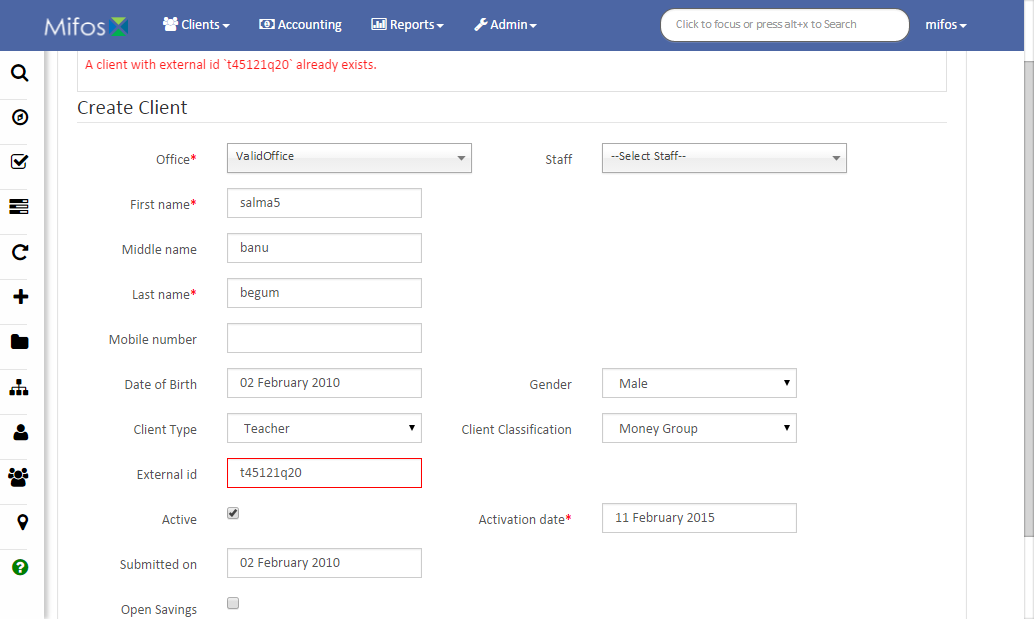 Mifos Clients Accounting Reports Admin Click to focus or press alt+x to Search mifos
A client with external id `t45121q20` already exists.
Create Client
Office* ValidOffice Staff --Select Staff--
First name* salma5
Middle name banu
Last name* begum
Mobile number
Date of Birth 02 February 2010 Gender Male
Client Type Teacher Client Classification Money Group
External id t45121q20
Active Activation date* 11 February 2015
Submitted on 02 February 2010
Open Savings